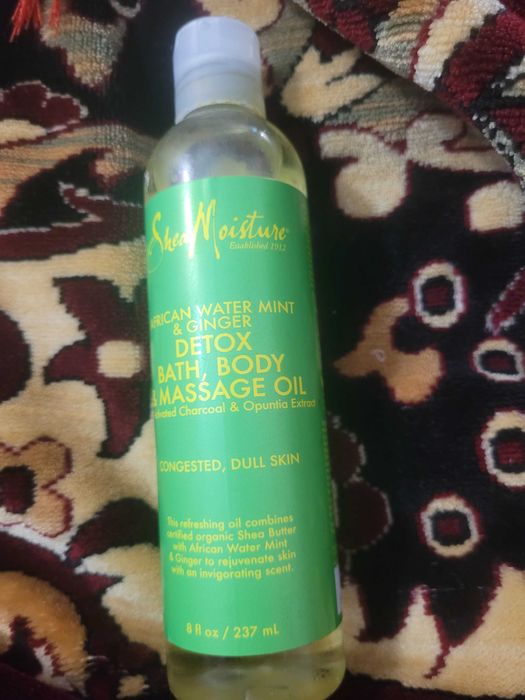 SheaMoisture
Established 1912
AFRICAN WATER MINT
& GINGER
DETOX
BATH, BODY
& MASSAGE OIL
Activated Charcoal & Opuntia Extract
CONGESTED, DULL SKIN
This refreshing oil combines
certified organic Shea Butter
with African Water Mint
& Ginger to rejuvenate skin
with an invigorating scent.
8 fl oz / 237 mL